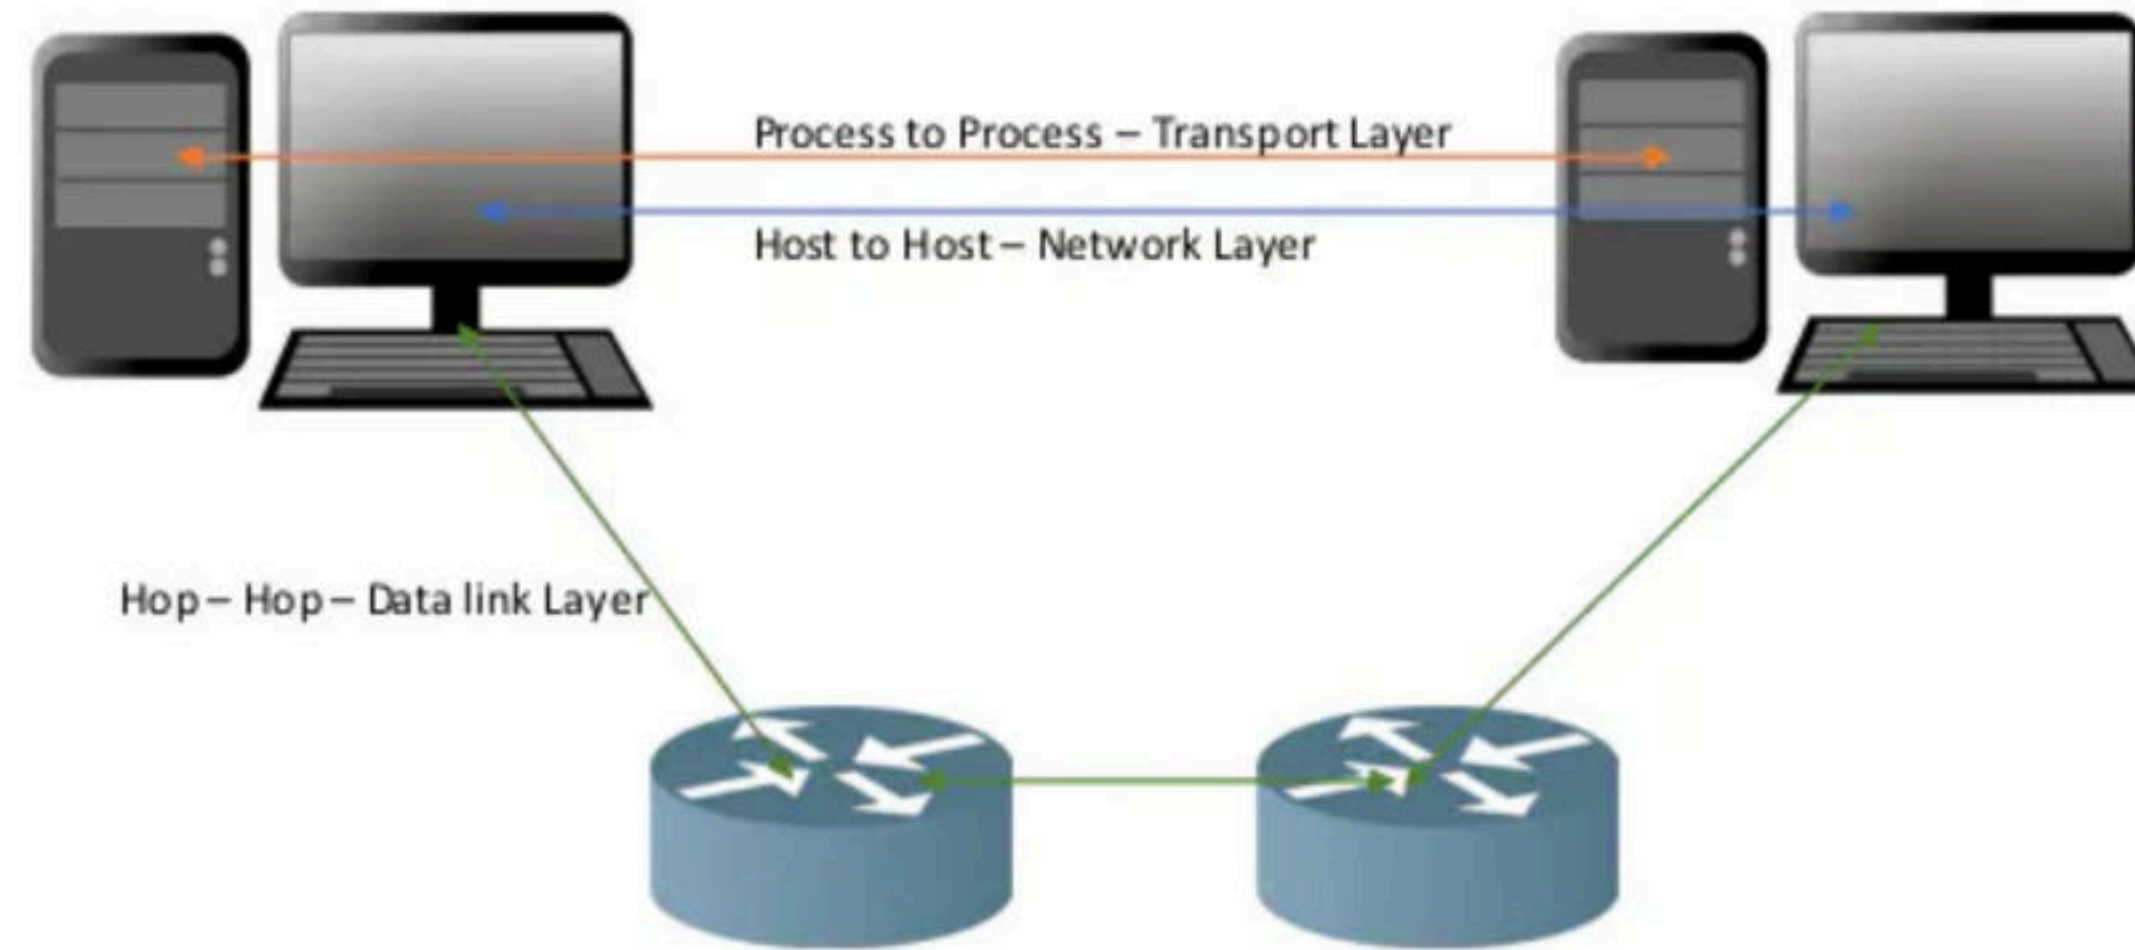 Process to Process – Transport Layer
Host to Host – Network Layer
Hop – Hop – Data link Layer